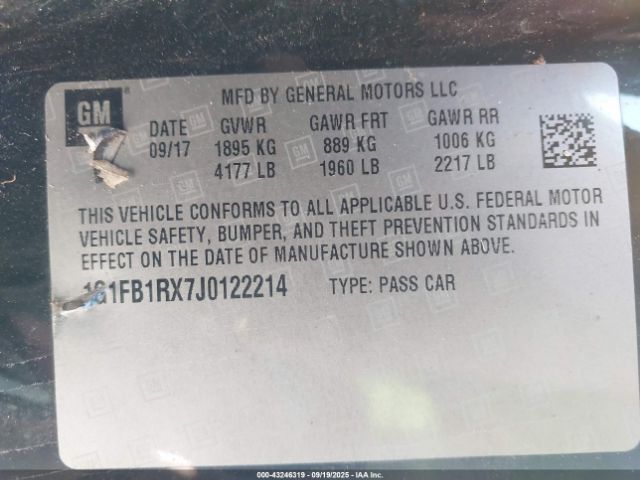 GM
MFD BY GENERAL MOTORS LLC
DATE GVWR GAWR FRT GAWR RR
09/17 1895 KG 889 KG 1006 KG
4177 LB 1960 LB 2217 LB
THIS VEHICLE CONFORMS TO ALL APPLICABLE U.S. FEDERAL MOTOR
VEHICLE SAFETY, BUMPER, AND THEFT PREVENTION STANDARDS IN
EFFECT ON THE DATE OF MANUFACTURE SHOWN ABOVE.
1G1FB1RX7J0122214 TYPE: PASS CAR
000-43246319 - 09/19/2025 - IAAI.COM